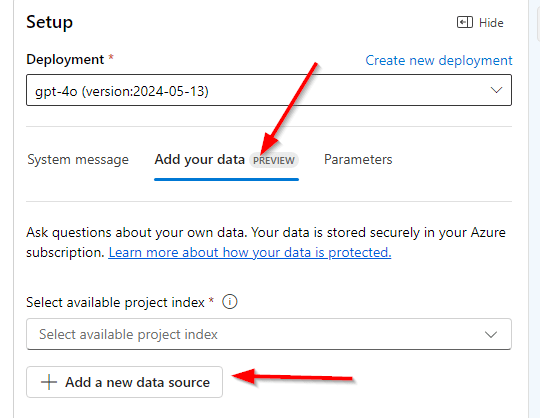 Setup
Hide
Deployment *
Create new deployment
gpt-4o (version:2024-05-13)
System message
Add your data PREVIEW
Parameters
Ask questions about your own data. Your data is stored securely in your Azure
subscription. Learn more about how your data is protected.
Select available project index *
Select available project index
Add a new data source